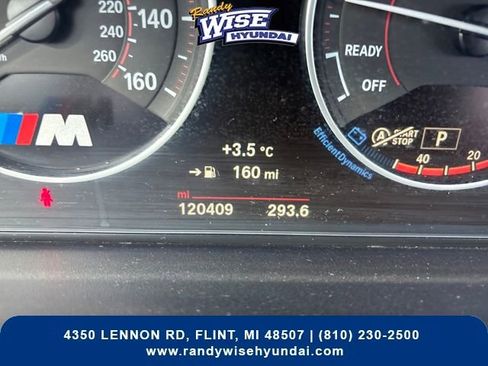 Randy
WISE
HYUNDAI
260
240
220
140
160
READY
OFF
M
A START
STOP
P
EfficientDynamics
40
20
+3.5 °C
160 mi
mi
120409 293.6
4350 LENNON RD, FLINT, MI 48507 | (810) 230-2500
www.randywisehyundai.com